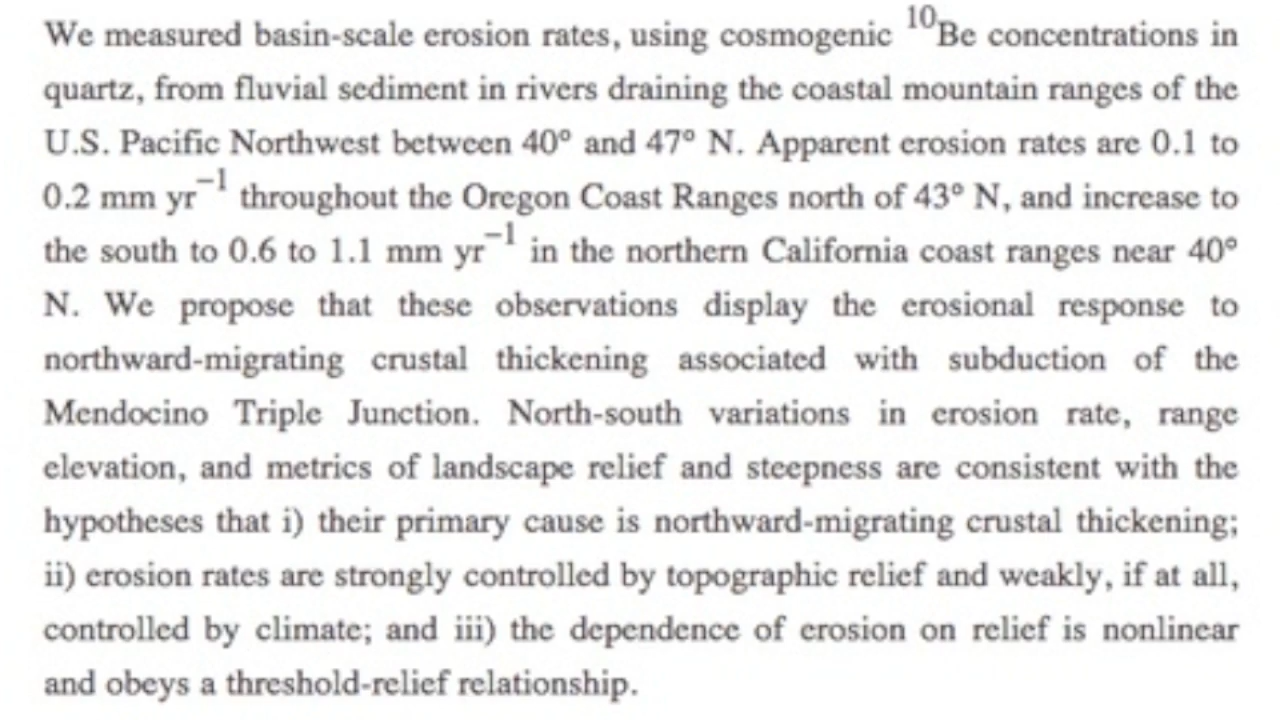 We measured basin-scale erosion rates, using cosmogenic ¹⁰Be concentrations in
quartz, from fluvial sediment in rivers draining the coastal mountain ranges of the
U.S. Pacific Northwest between 40° and 47° N. Apparent erosion rates are 0.1 to
0.2 mm yr⁻¹ throughout the Oregon Coast Ranges north of 43° N, and increase to
the south to 0.6 to 1.1 mm yr⁻¹ in the northern California coast ranges near 40°
N. We propose that these observations display the erosional response to
northward-migrating crustal thickening associated with subduction of the
Mendocino Triple Junction. North-south variations in erosion rate, range
elevation, and metrics of landscape relief and steepness are consistent with the
hypotheses that i) their primary cause is northward-migrating crustal thickening;
ii) erosion rates are strongly controlled by topographic relief and weakly, if at all,
controlled by climate; and iii) the dependence of erosion on relief is nonlinear
and obeys a threshold-relief relationship.